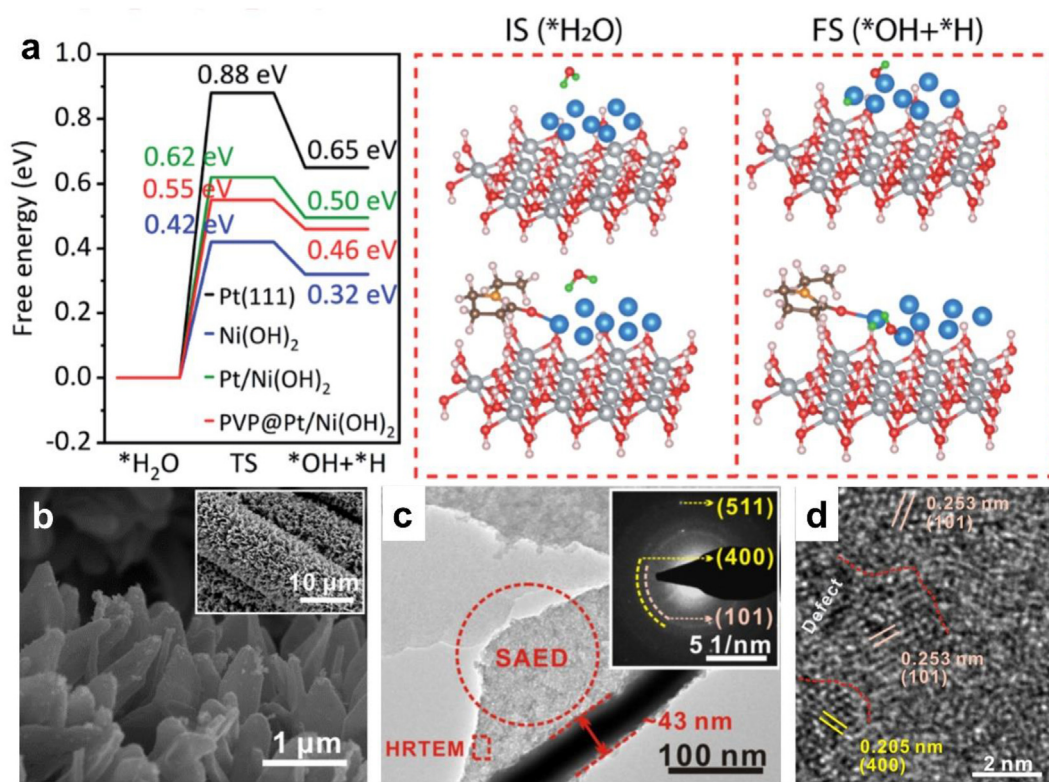 a
IS (*H₂O)
FS (*OH+*H)
Free energy (eV)
1.0
0.8
0.6
0.4
0.2
0.0
-0.2
0.88 eV
0.65 eV
0.62 eV
0.55 eV
0.50 eV
0.42 eV
0.46 eV
0.32 eV
Pt(111)
Ni(OH)₂
Pt/Ni(OH)₂
PVP@Pt/Ni(OH)₂
*H₂O
TS
*OH+*H
b
10 µm
1 µm
c
(511)
(400)
(101)
5 1/nm
SAED
HRTEM
~43 nm
100 nm
d
0.253 nm
(101)
Defect
0.253 nm
(101)
0.205 nm
(400)
2 nm